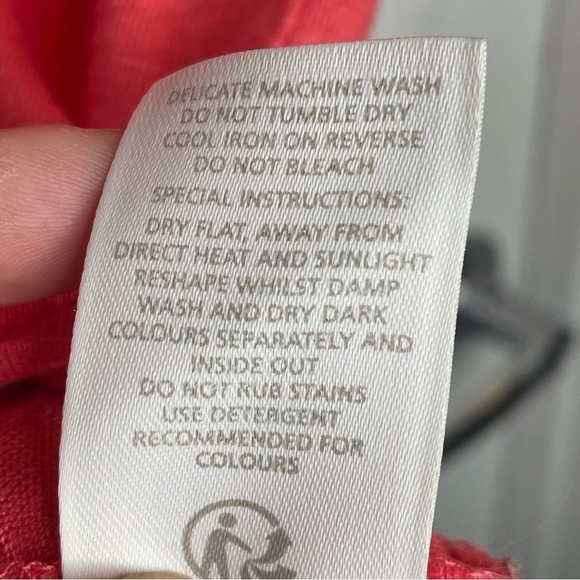 DELICATE MACHINE WASH
DO NOT TUMBLE DRY
COOL IRON ON REVERSE
DO NOT BLEACH
SPECIAL INSTRUCTIONS:
DRY FLAT, AWAY FROM
DIRECT HEAT AND SUNLIGHT
RESHAPE WHILST DAMP
WASH AND DRY DARK
COLOURS SEPARATELY AND
INSIDE OUT
DO NOT RUB STAINS
USE DETERGENT
RECOMMENDED FOR
COLOURS